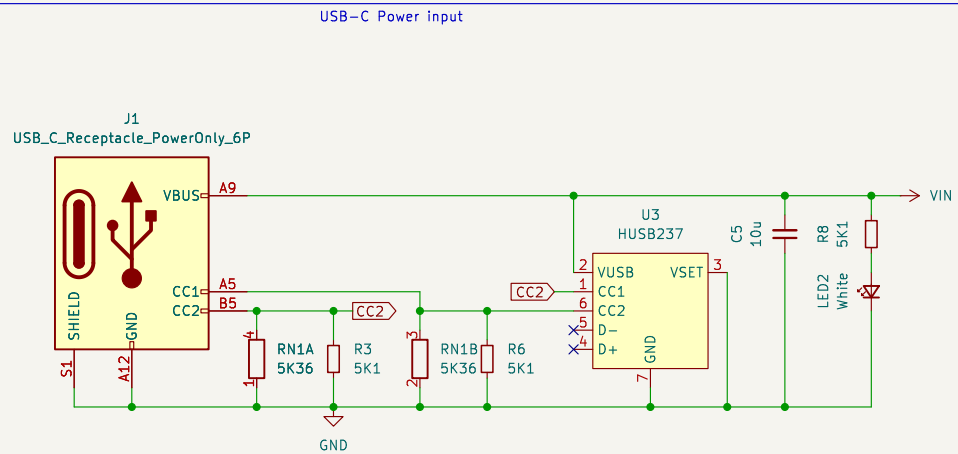 USB-C Power input
J1
USB_C_Receptacle_PowerOnly_6P
VBUS
A9
VIN
U3
HUSB237
C5
10u
R8
5K1
2
VUSB
VSET
3
CC1
A5
CC2
1
CC1
LED2
White
CC2
B5
CC2
6
CC2
SHIELD
GND
5
D-
4
D+
GND
4
RN1A
5K36
1
R3
5K1
3
RN1B
5K36
2
R6
5K1
S1
A12
7
GND